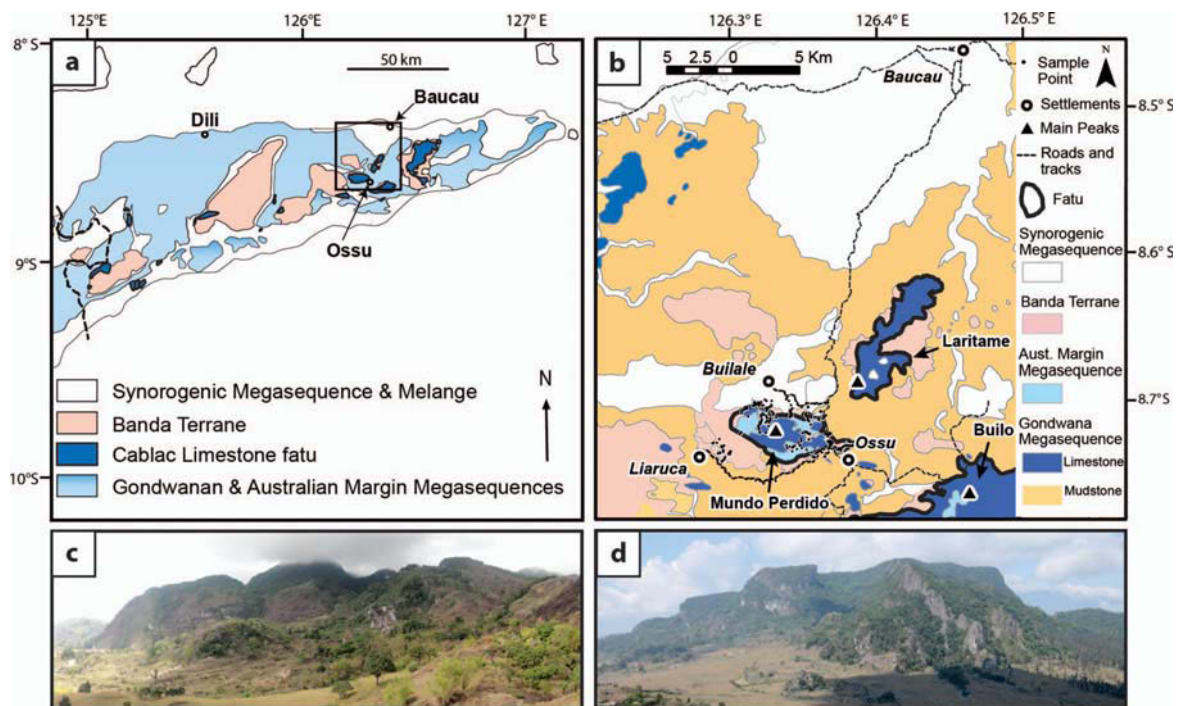 125°E
126°E
127°E
126.3°E
126.4°E
126.5°E
8°S
9°S
10°S
a
50 km
Dili
Baucau
Ossu
N
Synorogenic Megasequence & Melange
Banda Terrane
Cablac Limestone fatu
Gondwanan & Australian Margin Megasequences
b
5 2.5 0 5 Km
Baucau
Builale
Laritame
Liaruca
Ossu
Mundo Perdido
Builo
N
Sample
Point
Settlements
Main Peaks
Roads and
tracks
Fatu
Synorogenic
Megasequence
Banda Terrane
Aust. Margin
Megasequence
Gondwana
Megasequence
Limestone
Mudstone
8.5°S
8.6°S
8.7°S
c
d